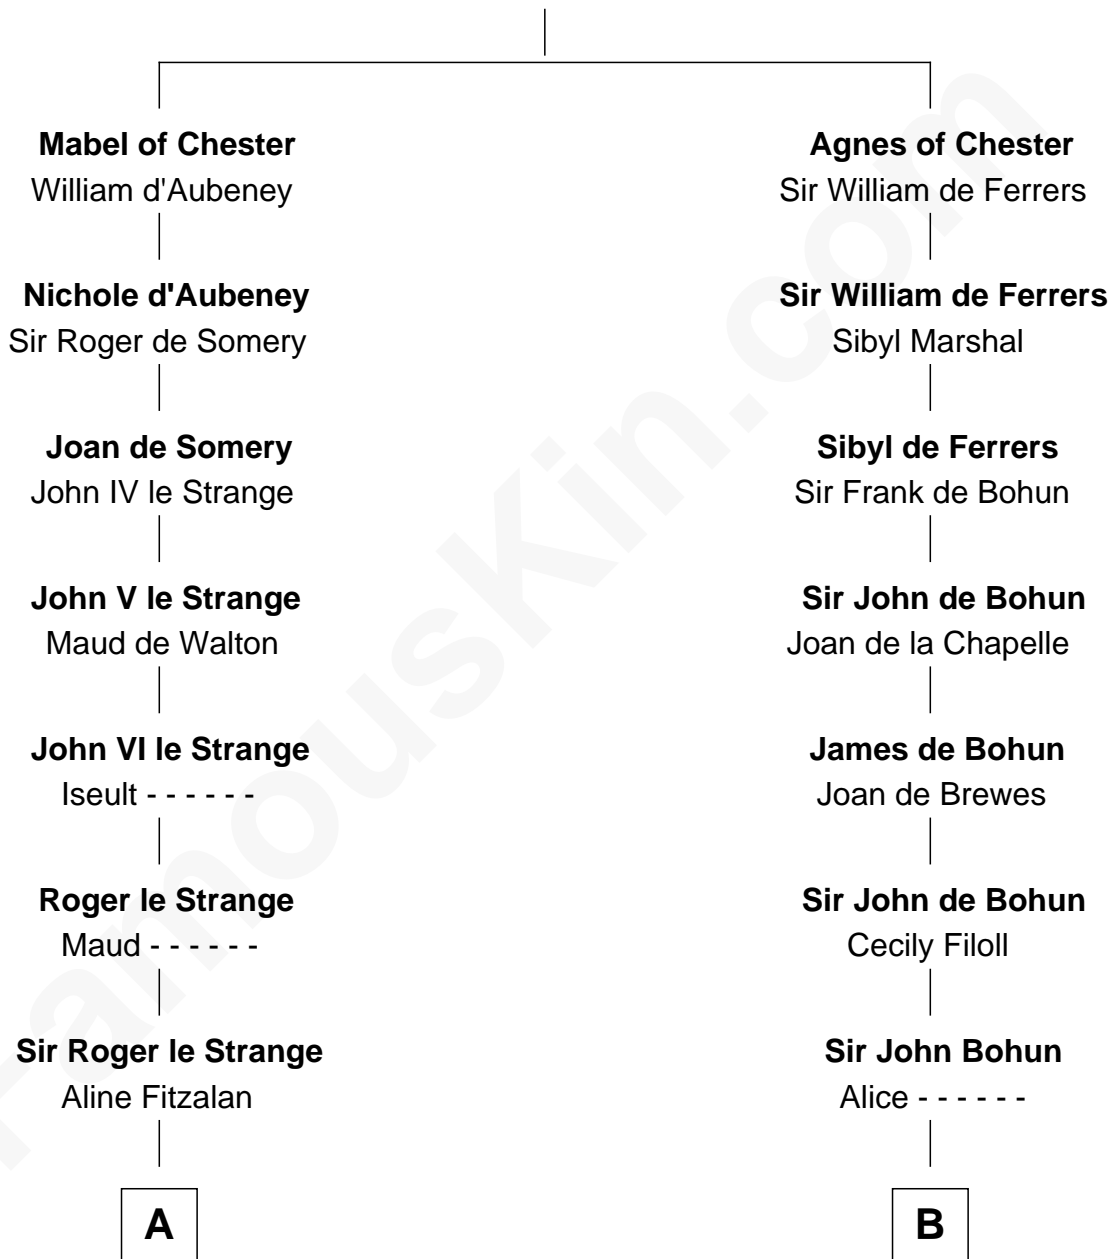 Mabel of Chester
William d'Aubeney
Nichole d'Aubeney
Sir Roger de Somery
Joan de Somery
John IV le Strange
John V le Strange
Maud de Walton
John VI le Strange
Iseult - - - - - -
Roger le Strange
Maud - - - - - -
Sir Roger le Strange
Aline Fitzalan
A
Agnes of Chester
Sir William de Ferrers
Sir William de Ferrers
Sibyl Marshal
Sibyl de Ferrers
Sir Frank de Bohun
Sir John de Bohun
Joan de la Chapelle
James de Bohun
Joan de Brewes
Sir John de Bohun
Cecily Filoll
Sir John Bohun
Alice - - - - - -
B
FamousKin.com